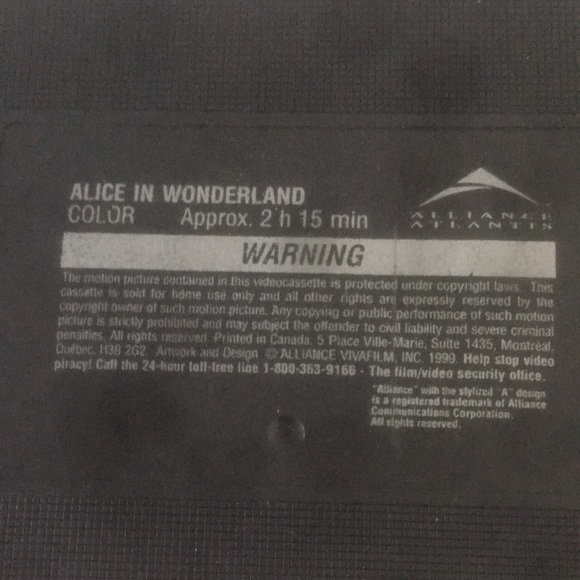 ALICE IN WONDERLAND
COLOR Approx. 2 h 15 min
ALLIANCE
ATLANTIS
WARNING
The motion picture contained in this videocassette is protected under copyright laws. This
cassette is sold for home use only and all other rights are expressly reserved by the
copyright owner of such motion picture. Any copying or public performance of such motion
picture is strictly prohibited and may subject the offender to civil liability and severe criminal
penalties. All rights reserved. Printed in Canada. 5 Place Ville-Marie, Suite 1435, Montréal,
Québec, H3B 2G2 Artwork and Design © ALLIANCE VIVAFILM, INC. 1999. Help stop video
piracy! Call the 24-hour toll-free line 1-800-363-9166 - The film/video security office.
"Alliance" with the stylized "A" design
is a registered trademark of Alliance
Communications Corporation.
All rights reserved.